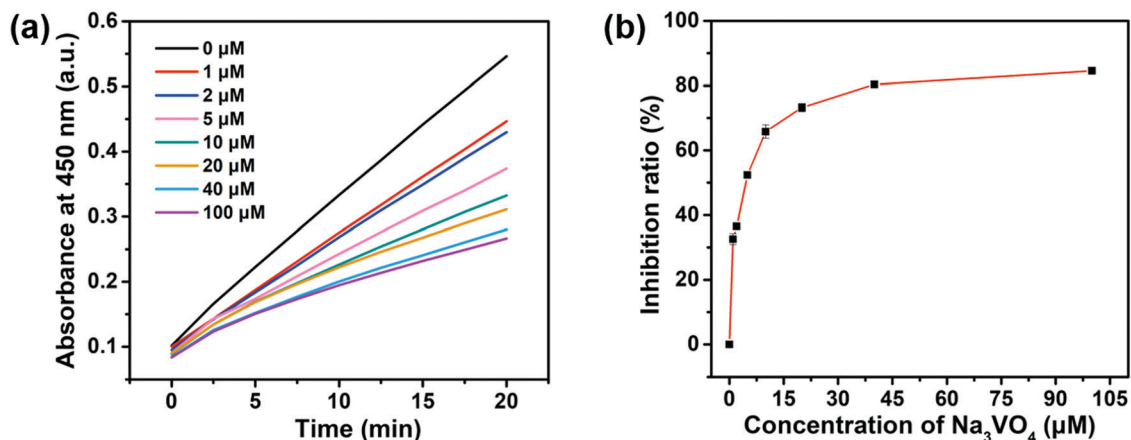 (a)
0.6
0.5
0.4
0.3
0.2
0.1
Absorbance at 450 nm (a.u.)
0 µM
1 µM
2 µM
5 µM
10 µM
20 µM
40 µM
100 µM
0 5 10 15 20
Time (min)
(b)
100
80
60
40
20
0
Inhibition ratio (%)
0 15 30 45 60 75 90 105
Concentration of Na₃VO₄ (µM)